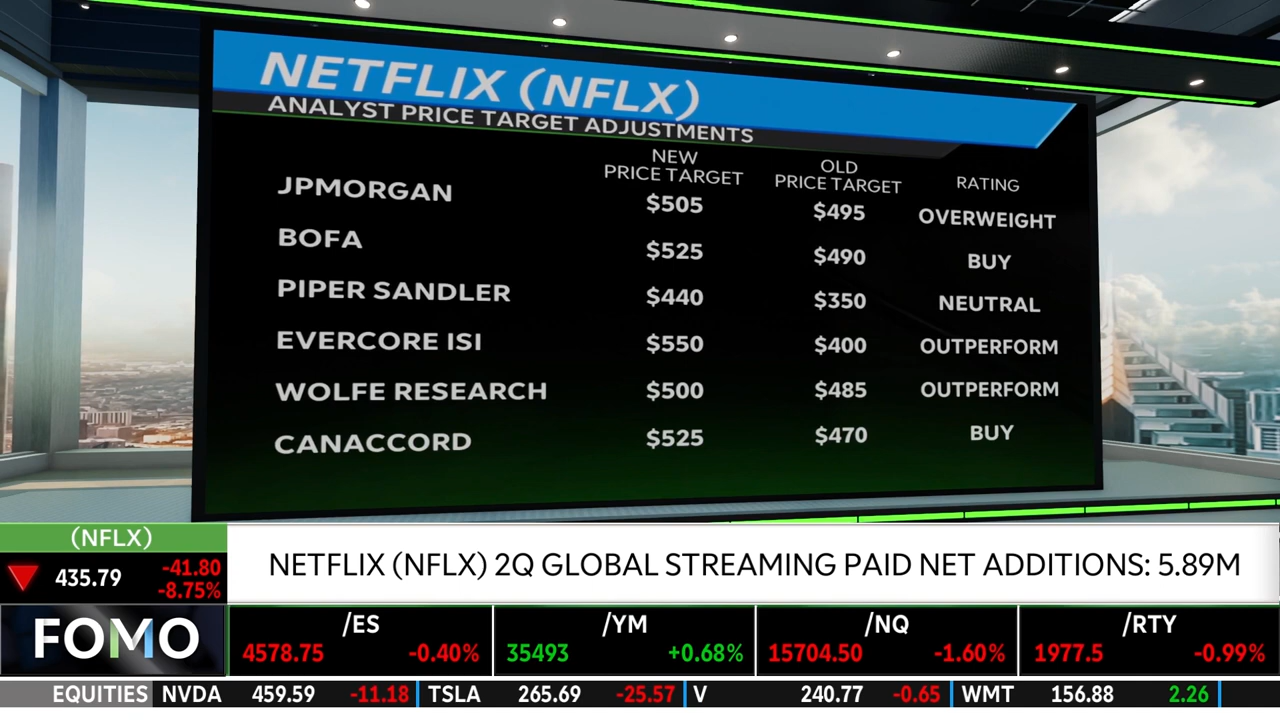 NETFLIX (NFLX)
ANALYST PRICE TARGET ADJUSTMENTS
NEW PRICE TARGET OLD PRICE TARGET RATING
JPMORGAN $505 $495 OVERWEIGHT
BOFA $525 $490 BUY
PIPER SANDLER $440 $350 NEUTRAL
EVERCORE ISI $550 $400 OUTPERFORM
WOLFE RESEARCH $500 $485 OUTPERFORM
CANACCORD $525 $470 BUY
(NFLX)
435.79 -41.80
-8.75%
NETFLIX (NFLX) 2Q GLOBAL STREAMING PAID NET ADDITIONS: 5.89M
FOMO
/ES /YM /NQ /RTY
4578.75 -0.40% 35493 +0.68% 15704.50 -1.60% 1977.5 -0.99%
EQUITIES NVDA 459.59 -11.18 TSLA 265.69 -25.57 V 240.77 -0.65 WMT 156.88 2.26